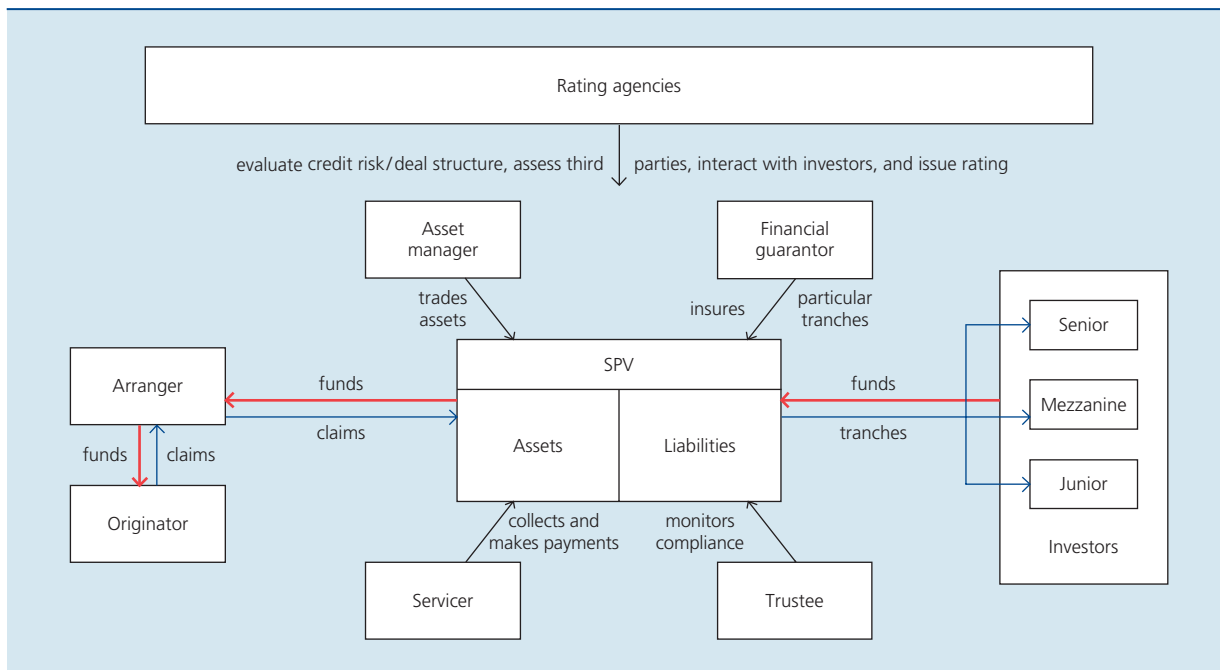 Rating agencies
evaluate credit risk/deal structure, assess third parties, interact with investors, and issue rating
Asset
manager
Financial
guarantor
trades
assets
insures
particular
tranches
Senior
SPV
Arranger
funds
funds
Mezzanine
claims
Assets
Liabilities
tranches
funds
claims
Junior
Originator
collects and
makes payments
monitors
compliance
Investors
Servicer
Trustee